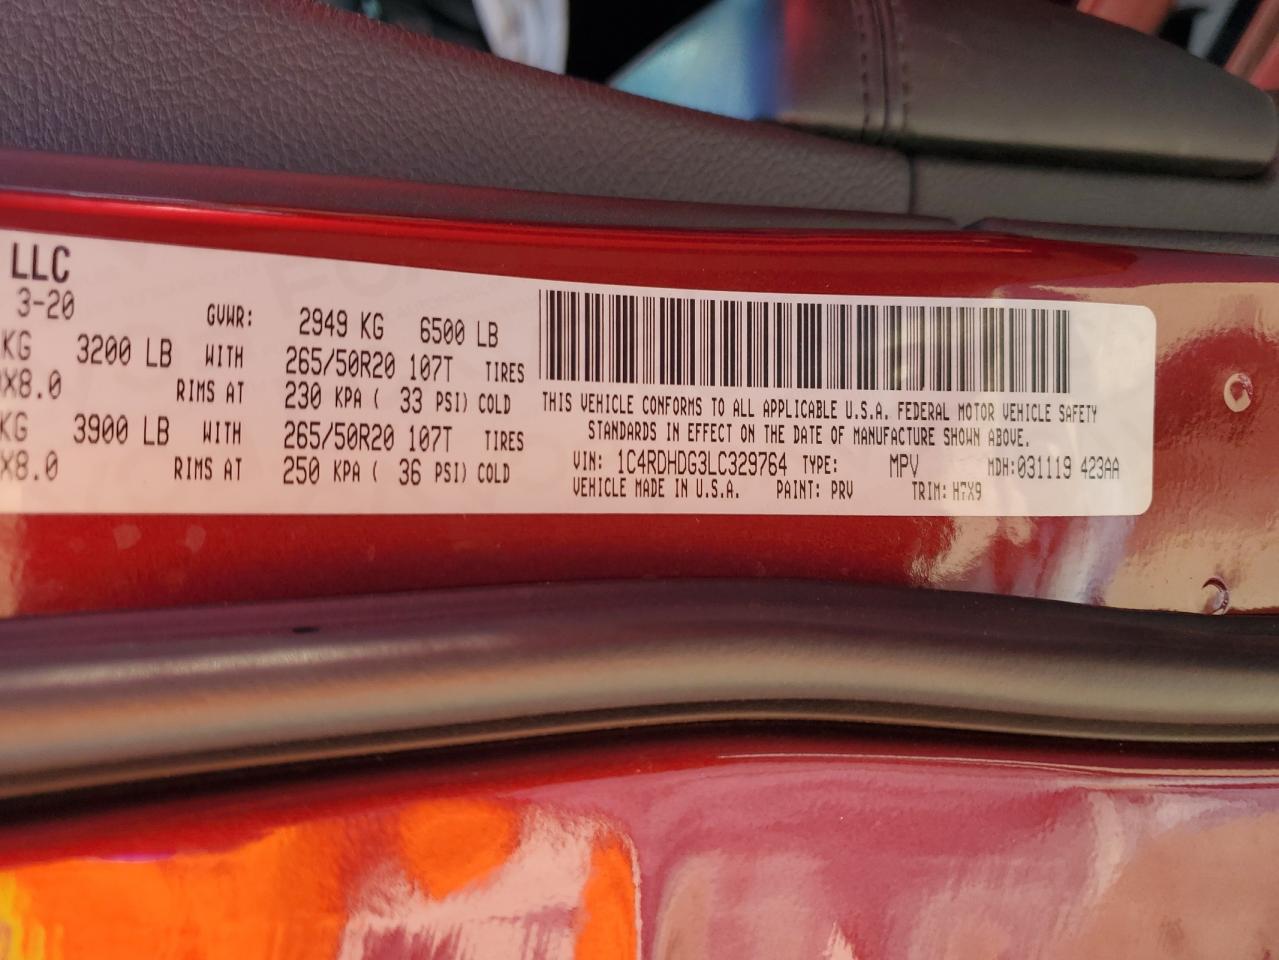 LLC
3-20 GVWR: 2949 KG 6500 LB
KG 3200 LB WITH 265/50R20 107T TIRES
X8.0 RIMS AT 230 KPA ( 33 PSI) COLD
KG 3900 LB WITH 265/50R20 107T TIRES
X8.0 RIMS AT 250 KPA ( 36 PSI) COLD
THIS VEHICLE CONFORMS TO ALL APPLICABLE U.S.A. FEDERAL MOTOR VEHICLE SAFETY
STANDARDS IN EFFECT ON THE DATE OF MANUFACTURE SHOWN ABOVE.
VIN: 1C4RDHDG3LC329764 TYPE: MPV MDH:031119 423AA
VEHICLE MADE IN U.S.A. PAINT: PRV TRIM: H7X9